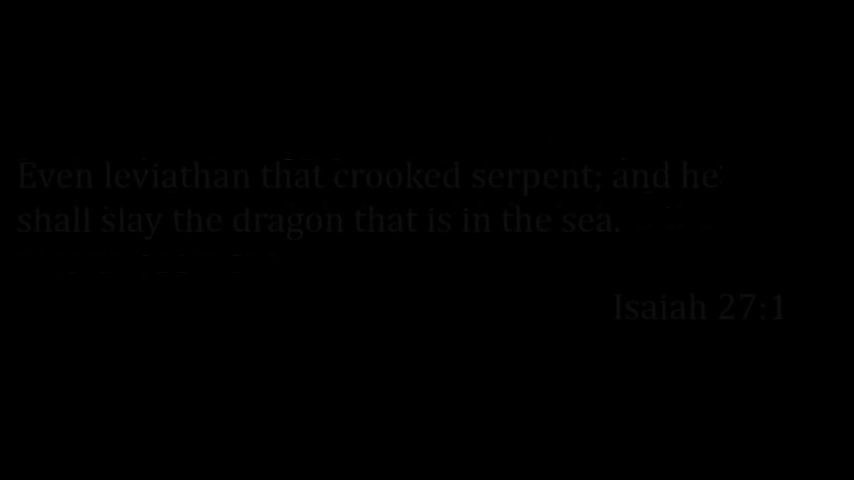 Even leviathan that crooked serpent; and he
shall slay the dragon that is in the sea.
Isaiah 27:1